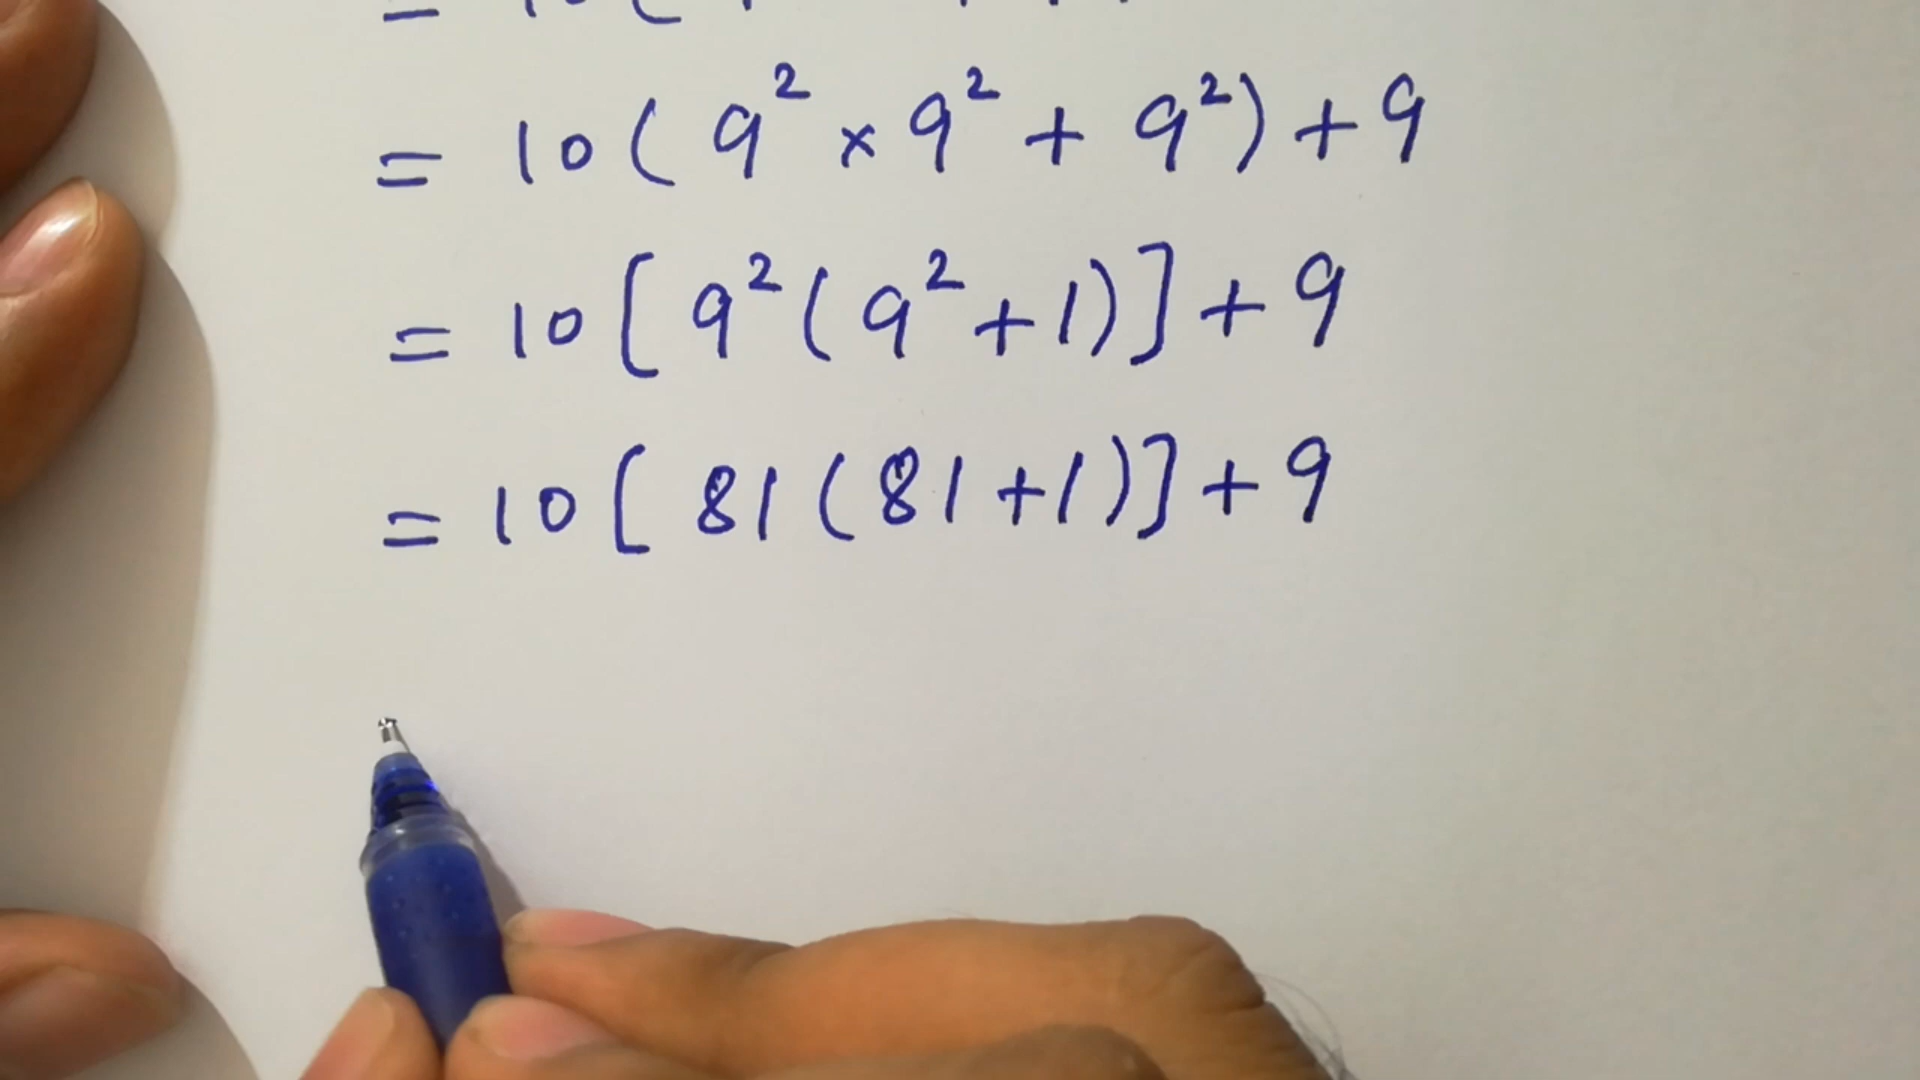 = 10 ( 9² × 9² + 9² ) + 9
= 10 [ 9² ( 9² + 1 ) ] + 9
= 10 [ 81 ( 81 + 1 ) ] + 9